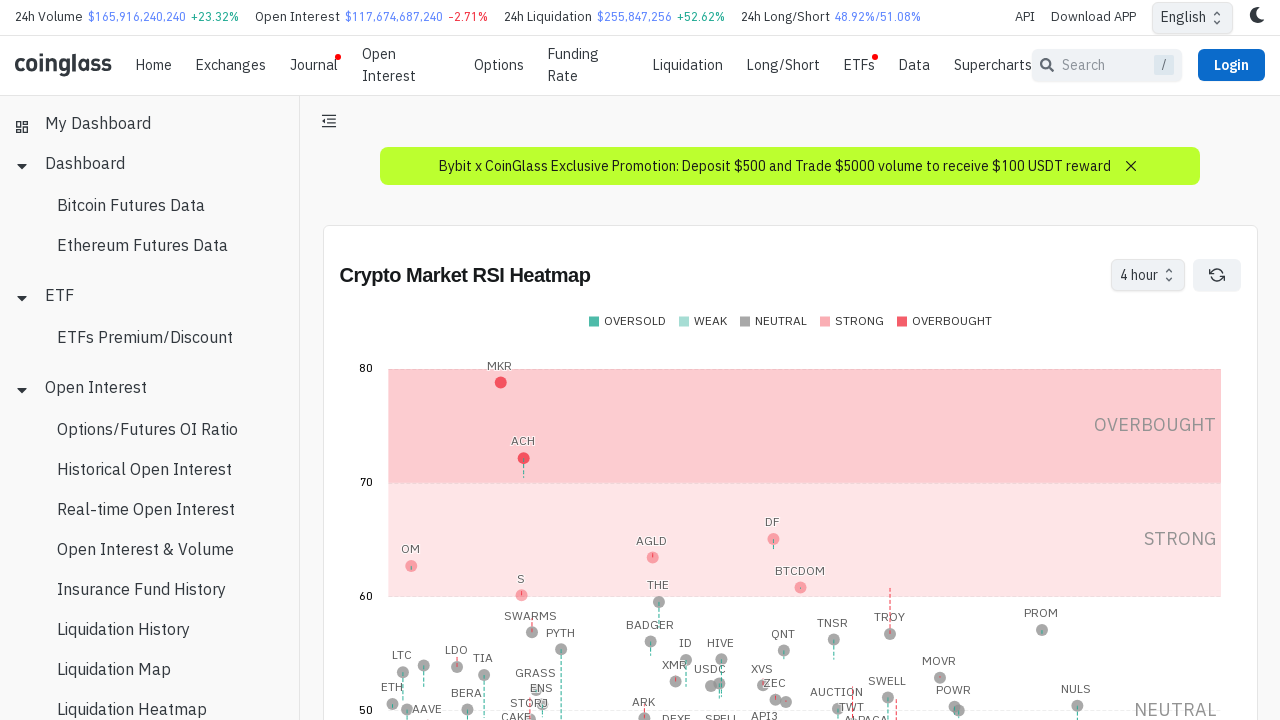 24h Volume $165,916,240,240 +23.32% Open Interest $117,674,687,240 -2.71% 24h Liquidation $255,847,256 +52.62% 24h Long/Short 48.92%/51.08% API Download APP English
coinglass Home Exchanges Journal Open Interest Options Funding Rate Liquidation Long/Short ETFs Data Supercharts Search / Login
My Dashboard
Dashboard
Bitcoin Futures Data
Ethereum Futures Data
ETF
ETFs Premium/Discount
Open Interest
Options/Futures OI Ratio
Historical Open Interest
Real-time Open Interest
Open Interest & Volume
Insurance Fund History
Liquidation History
Liquidation Map
Liquidation Heatmap
Bybit x CoinGlass Exclusive Promotion: Deposit $500 and Trade $5000 volume to receive $100 USDT reward
Crypto Market RSI Heatmap
4 hour
OVERSOLD WEAK NEUTRAL STRONG OVERBOUGHT
80
MKR
OVERBOUGHT
ACH
70
DF
STRONG
AGLD
OM
BTCDOM
S
THE
60
SWARMS TROY PROM
BADGER TNSR
PYTH QNT
ID HIVE
LDO
LTC TIA MOVR
XMR USDC XVS
GRASS
ETH ENS ZEC SWELL NULS
BERA AUCTION POWR
STORJ ARK
AAVE TWT
50 NEUTRAL
CAKE DEXE SPELL API3 ALPACA